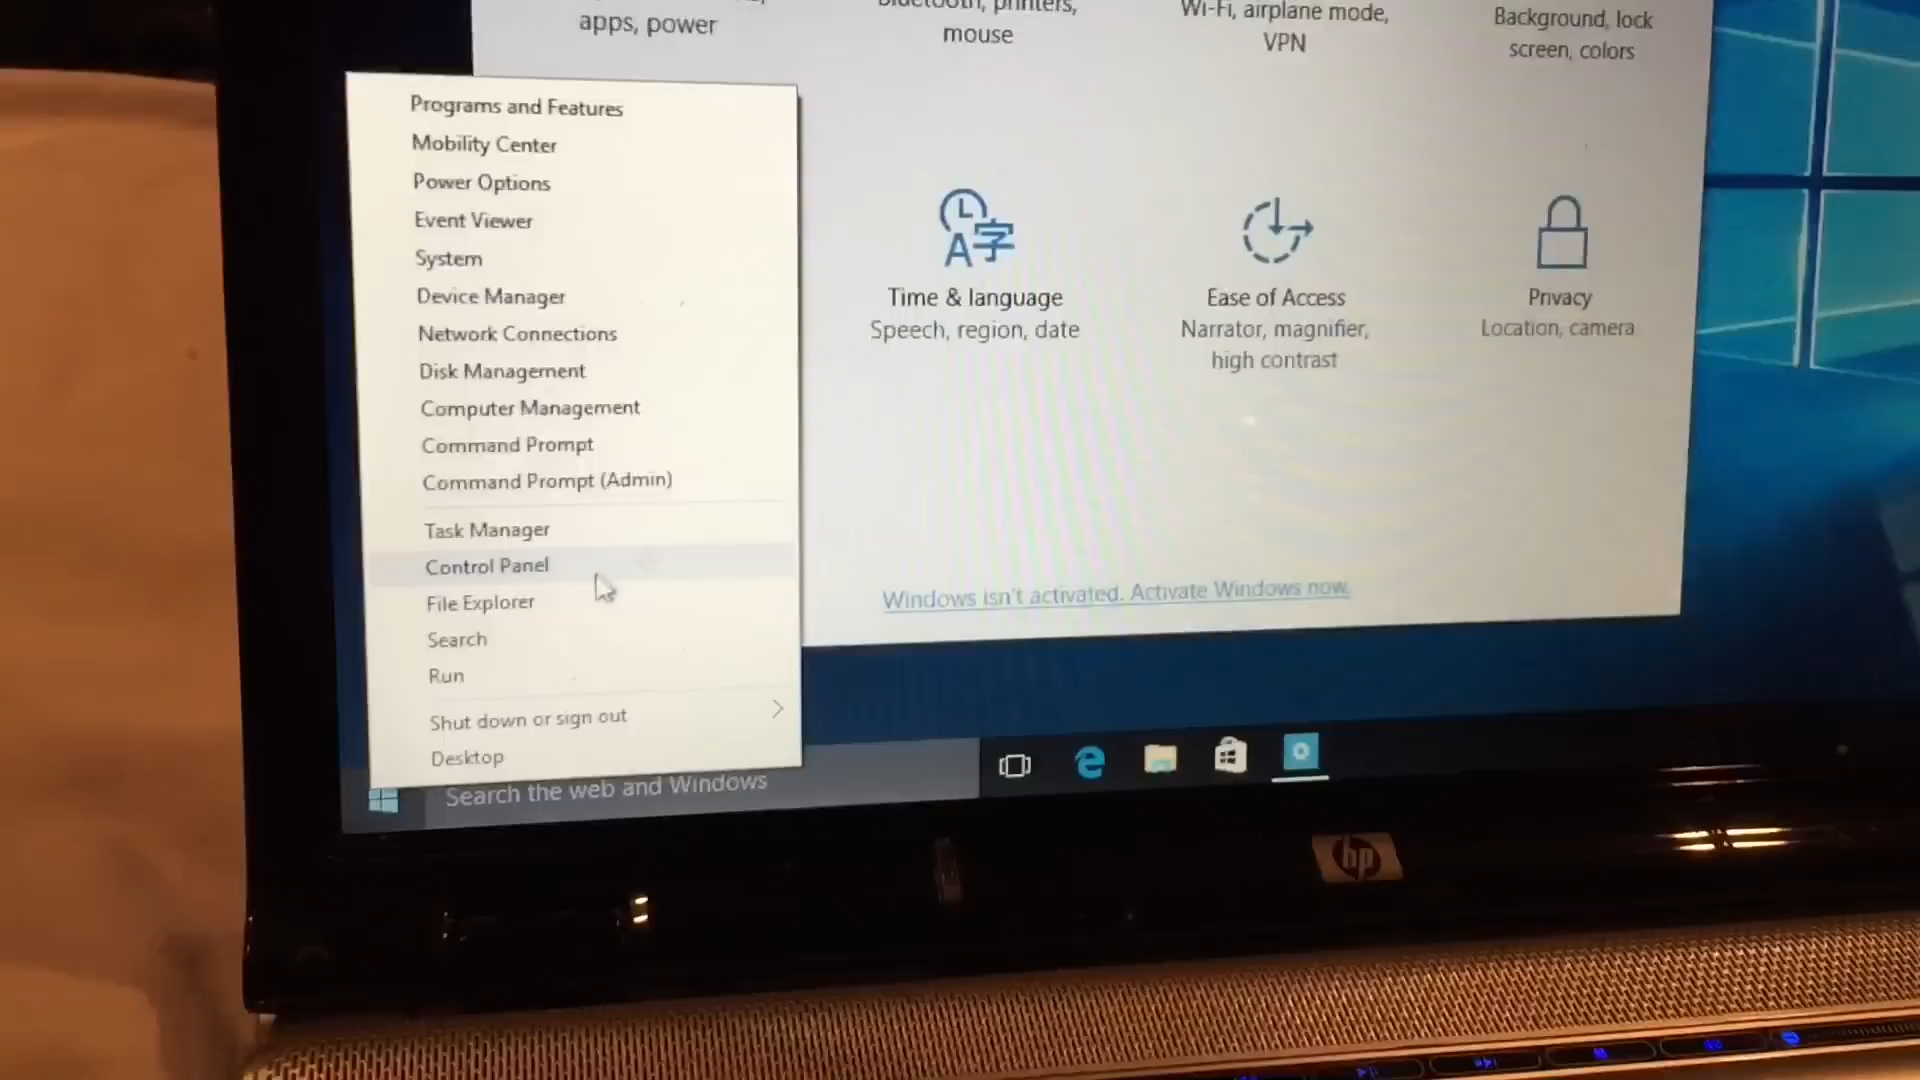 apps, power
Bluetooth, printers,
mouse
Wi-Fi, airplane mode,
VPN
Background, lock
screen, colors
Programs and Features
Mobility Center
Power Options
Event Viewer
System
Device Manager
Network Connections
Disk Management
Computer Management
Command Prompt
Command Prompt (Admin)
Task Manager
Control Panel
File Explorer
Search
Run
Shut down or sign out
Desktop
Time & language
Speech, region, date
Ease of Access
Narrator, magnifier,
high contrast
Privacy
Location, camera
Windows isn't activated. Activate Windows now.
Search the web and Windows
hp